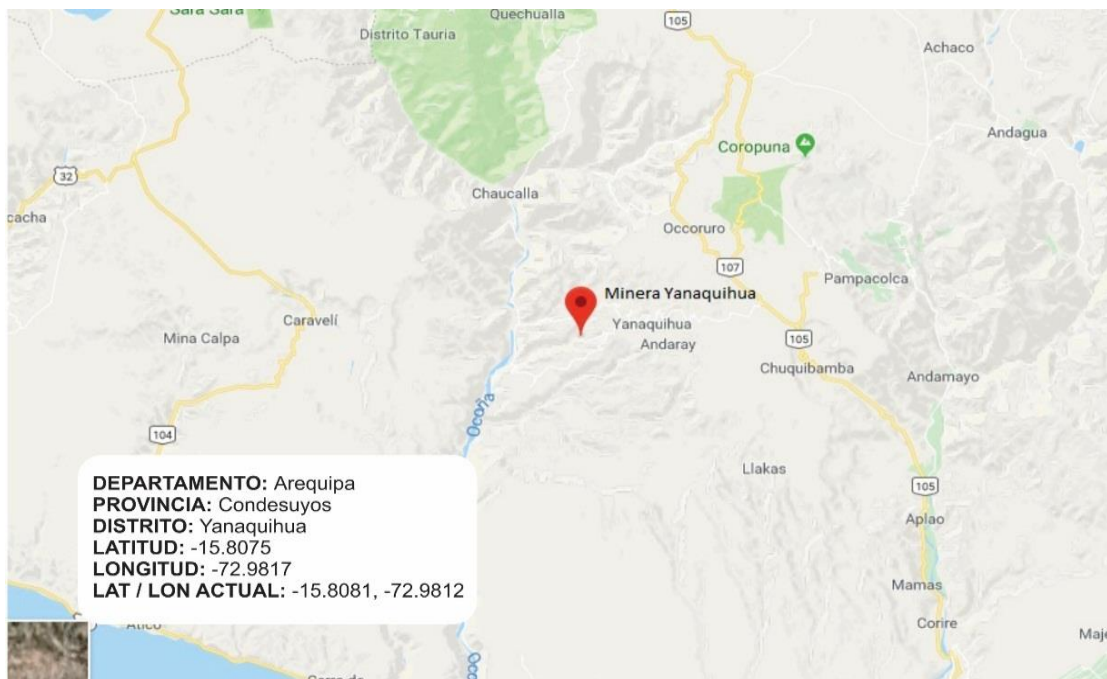 Sara Sara
Quechualla
Distrito Tauria
105
Achaco
Andagua
Coropuna
32
cacha
Chaucalla
Occoruro
107
Pampacolca
Minera Yanaquihua
Caravelí
Yanaquihua
Mina Calpa
Andaray
105
Chuquibamba
Andamayo
Ocoña
104
Llakas
105
DEPARTAMENTO: Arequipa
PROVINCIA: Condesuyos
DISTRITO: Yanaquihua
LATITUD: -15.8075
LONGITUD: -72.9817
LAT / LON ACTUAL: -15.8081, -72.9812
Aplao
Mamas
Atico
Corire
Maje
Oco